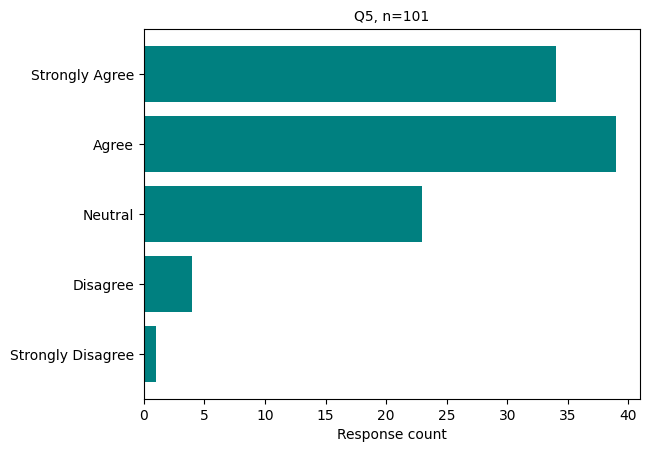 Q5, n=101
Strongly Agree
Agree
Neutral
Disagree
Strongly Disagree
0 5 10 15 20 25 30 35 40
Response count